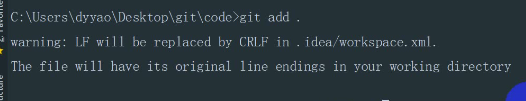 C:\Users\dyyao\Desktop\git\code>git add .
warning: LF will be replaced by CRLF in .idea/workspace.xml.
The file will have its original line endings in your working directory